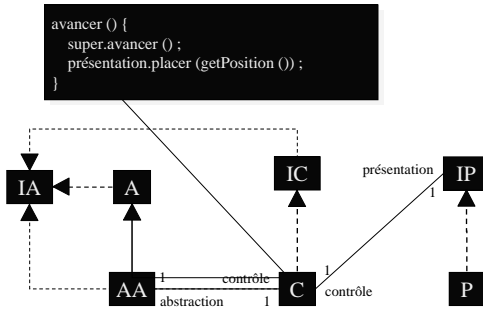 avancer () {
super.avancer () ;
présentation.placer (getPosition ()) ;
}
IA
A
IC
présentation
IP
1
1
AA
1
contrôle
abstraction
1
C
contrôle
P